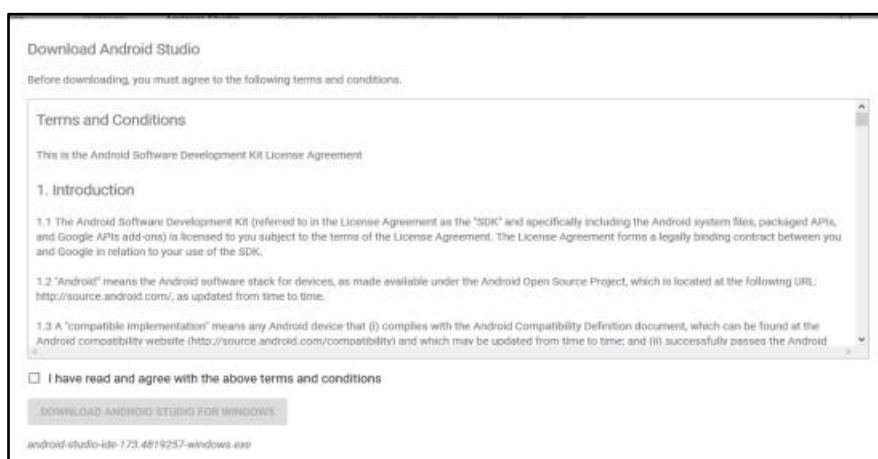 Download Android Studio
Before downloading, you must agree to the following terms and conditions.
Terms and Conditions
This is the Android Software Development Kit License Agreement
1. Introduction
1.1 The Android Software Development Kit (referred to in the License Agreement as the "SDK" and specifically including the Android system files, packaged APIs,
and Google APIs add-ons) is licensed to you subject to the terms of the License Agreement. The License Agreement forms a legally binding contract between you
and Google in relation to your use of the SDK.
1.2 "Android" means the Android software stack for devices, as made available under the Android Open Source Project, which is located at the following URL:
http://source.android.com/, as updated from time to time.
1.3 A "compatible implementation" means any Android device that (i) complies with the Android Compatibility Definition document, which can be found at the
Android compatibility website (http://source.android.com/compatibility) and which may be updated from time to time; and (ii) successfully passes the Android
I have read and agree with the above terms and conditions
DOWNLOAD ANDROID STUDIO FOR WINDOWS
android-studio-ide-173.4819257-windows.exe